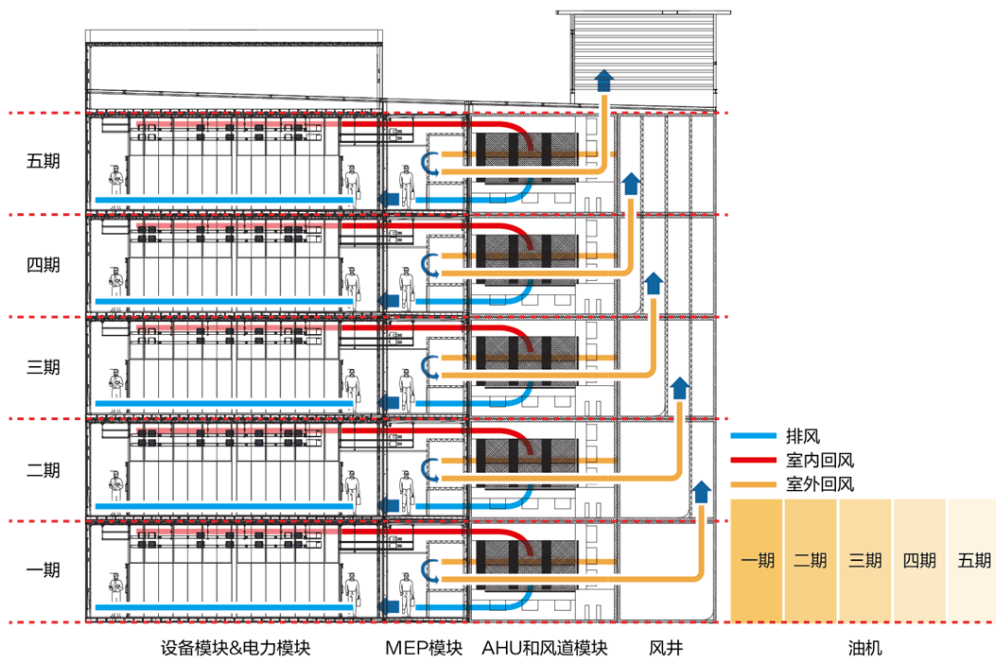 五期
四期
三期
二期
一期
排风
室内回风
室外回风
一期
二期
三期
四期
五期
设备模块&电力模块
MEP模块
AHU和风道模块
风井
油机